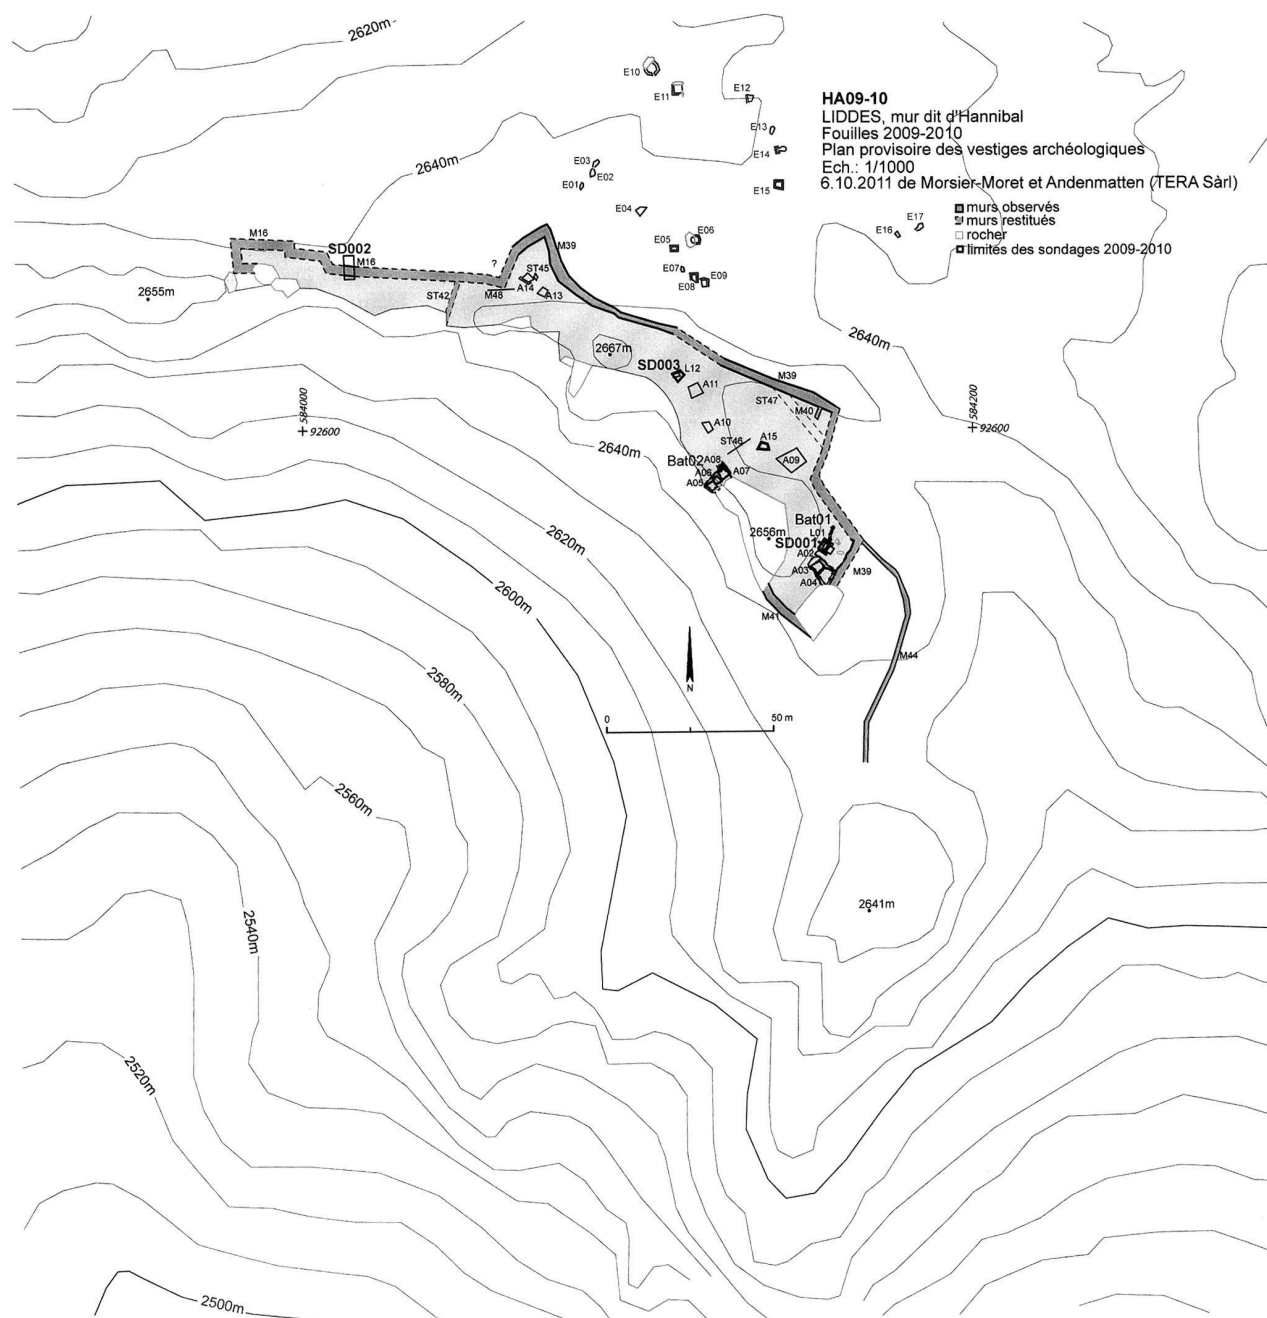 2620m
E10
E11
E12
HA09-10
LIDDES, mur dit d'Hannibal
Fouilles 2009-2010
Plan provisoire des vestiges archéologiques
Ech.: 1/1000
6.10.2011 de Morsier-Moret et Andenmatten (TERA Sàrl)
murs observés
murs restitués
rocher
limites des sondages 2009-2010
E13
E14
E15
2640m
E03
E02
E01
E04
E05
E06
E07
E08
E09
E16
E17
M16
SD002
M16
?
M39
ST45
A14
A13
ST42
M48
2655m
2667m
2640m
SD003
L12
A11
M39
ST47
M40
584000
92600
584200
92600
A10
ST46
A15
A09
2640m
Bat02
A08
A06
A07
A05
2656m
Bat01
L01
SD001
A02
A03
A04
M39
M41
M44
2620m
2600m
N
0
50 m
2580m
2560m
2641m
2540m
2520m
2500m